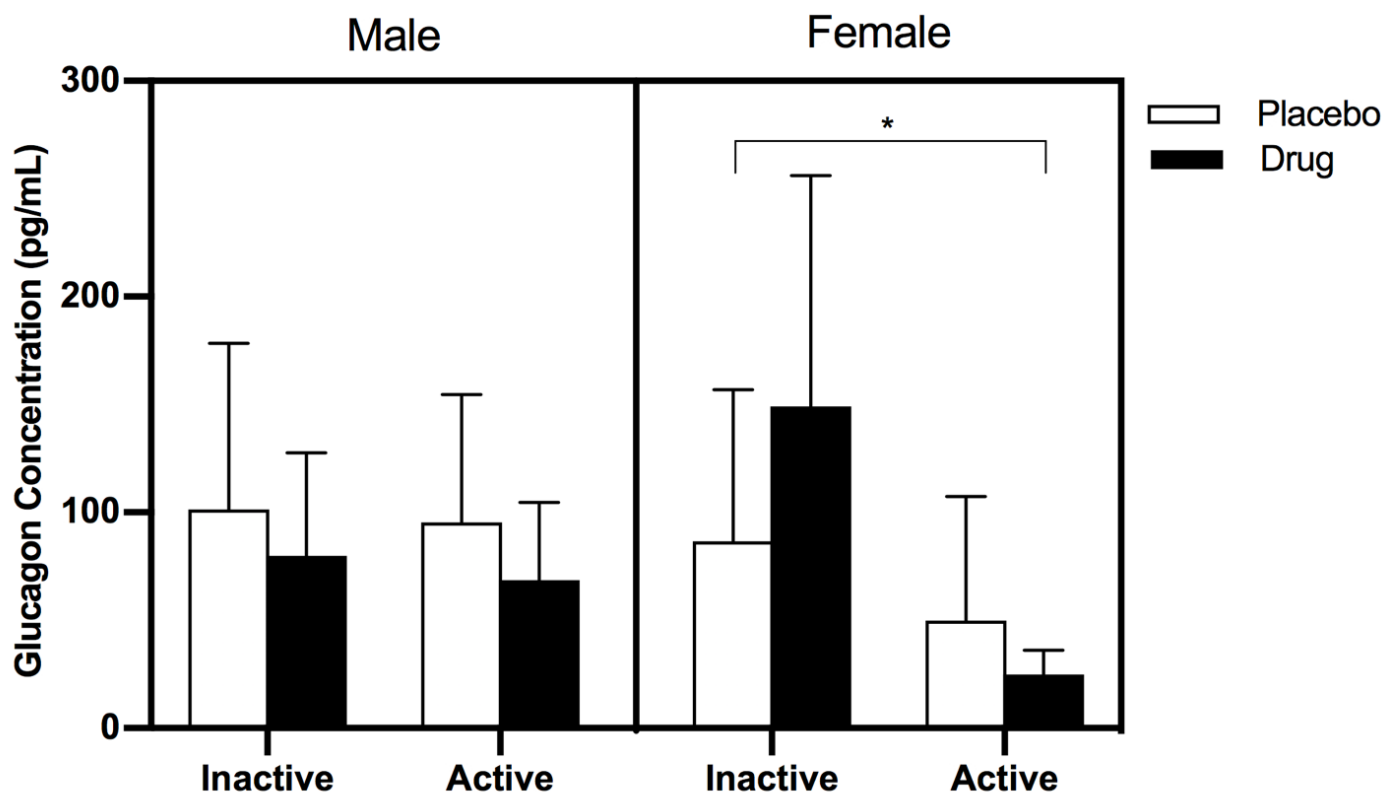 Male
Female
300
200
100
0
Glucagon Concentration (pg/mL)
*
Placebo
Drug
Inactive
Active
Inactive
Active